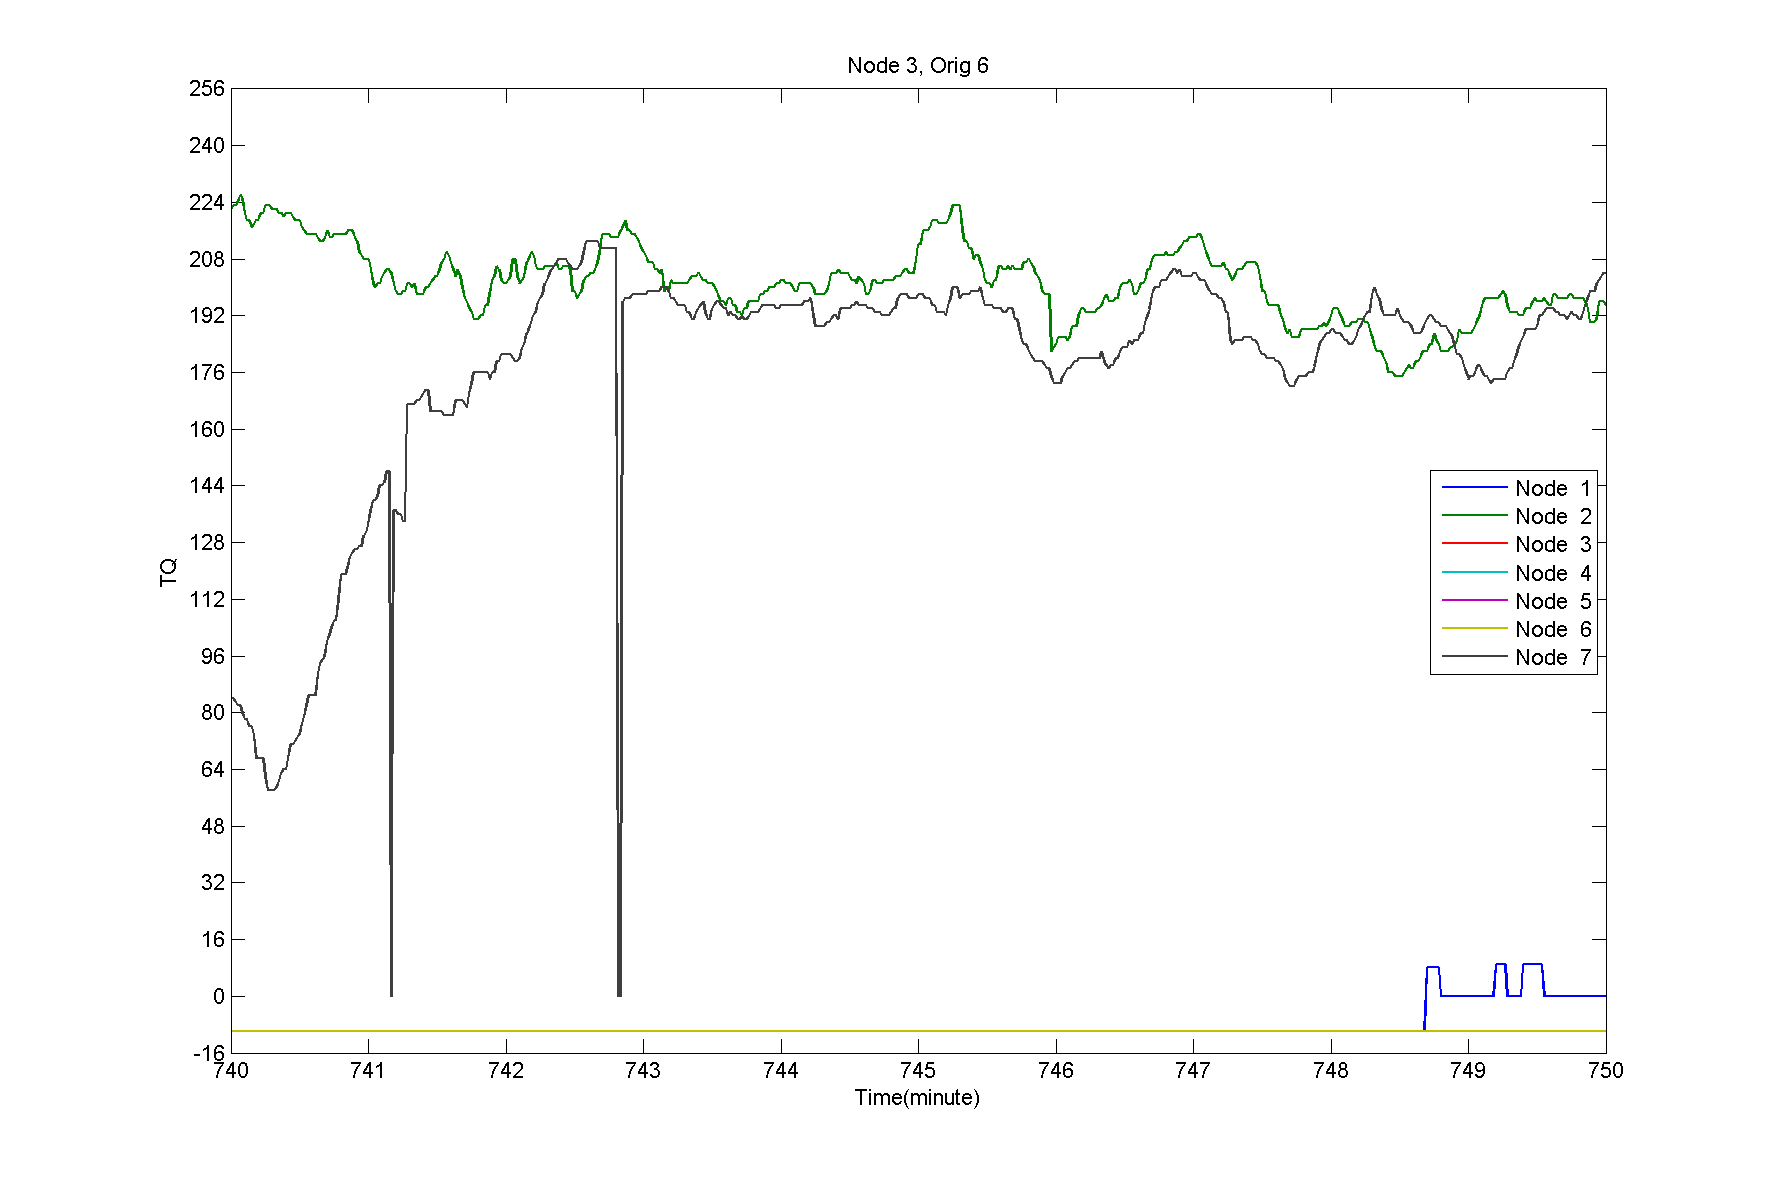 Node 3, Orig 6
256
240
224
208
192
176
160
144
128
112
96
80
64
48
32
16
0
-16
TQ
Node 1
Node 2
Node 3
Node 4
Node 5
Node 6
Node 7
740 741 742 743 744 745 746 747 748 749 750
Time(minute)